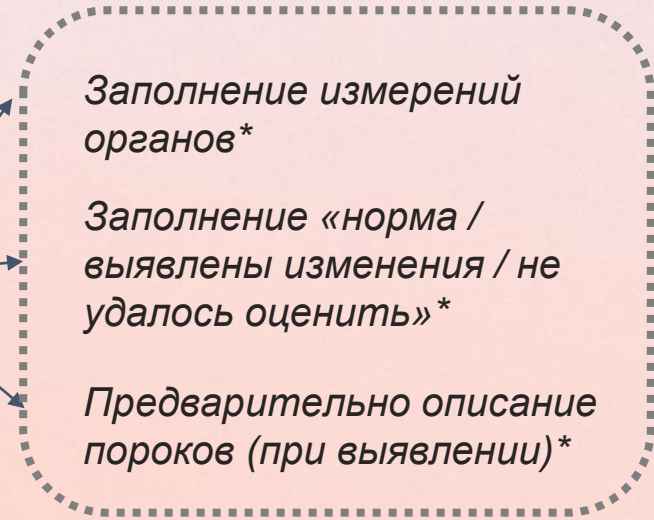 Заполнение измерений
органов*
Заполнение «норма /
выявлены изменения / не
удалось оценить»*
Предварительно описание
пороков (при выявлении)*